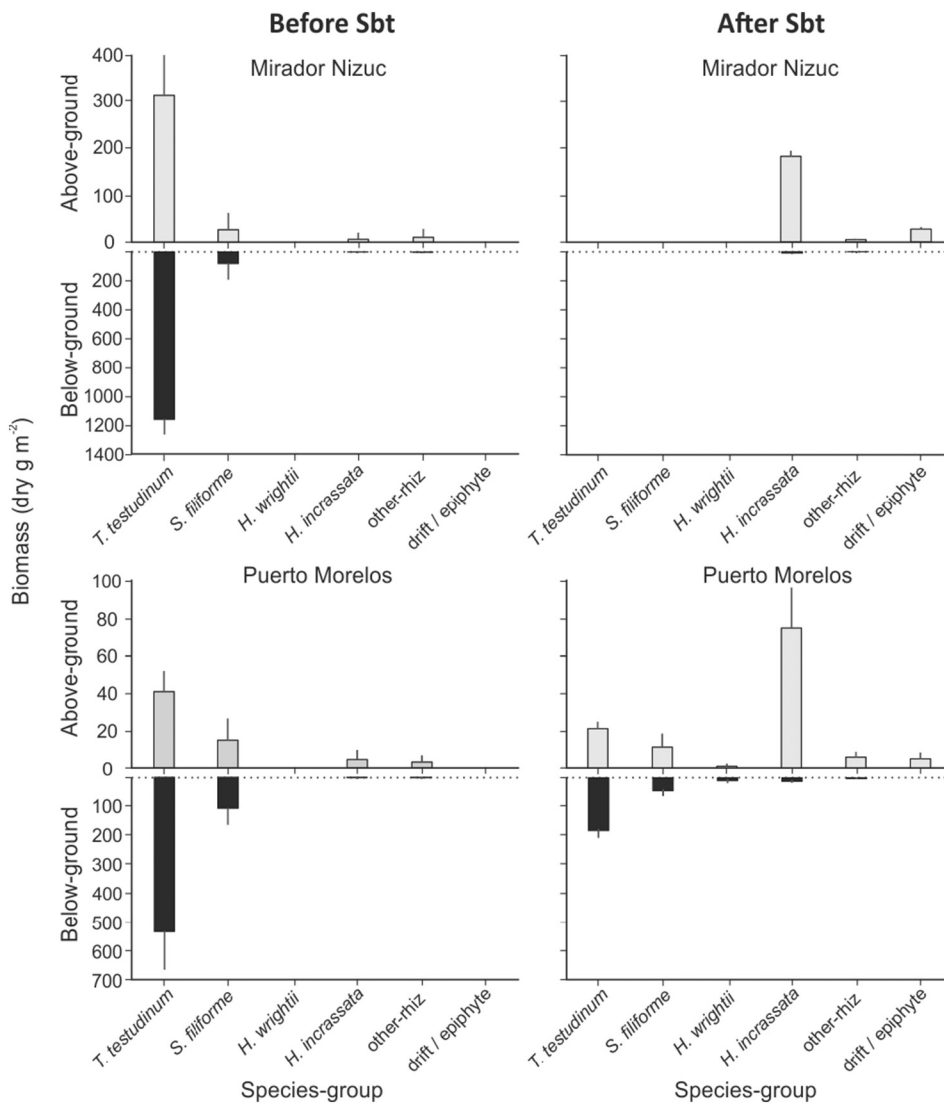 Before Sbt
After Sbt
Mirador Nizuc
Mirador Nizuc
Biomass (dry g m⁻²)
Above-ground
400
300
200
100
0
Below-ground
200
400
600
800
1000
1200
1400
T. testudinum
S. filiforme
H. wrightii
H. incrassata
other-rhiz
drift / epiphyte
T. testudinum
S. filiforme
H. wrightii
H. incrassata
other-rhiz
drift / epiphyte
Puerto Morelos
Puerto Morelos
Above-ground
100
80
60
40
20
0
Below-ground
100
200
300
400
500
600
700
T. testudinum
S. filiforme
H. wrightii
H. incrassata
other-rhiz
drift / epiphyte
T. testudinum
S. filiforme
H. wrightii
H. incrassata
other-rhiz
drift / epiphyte
Species-group
Species-group